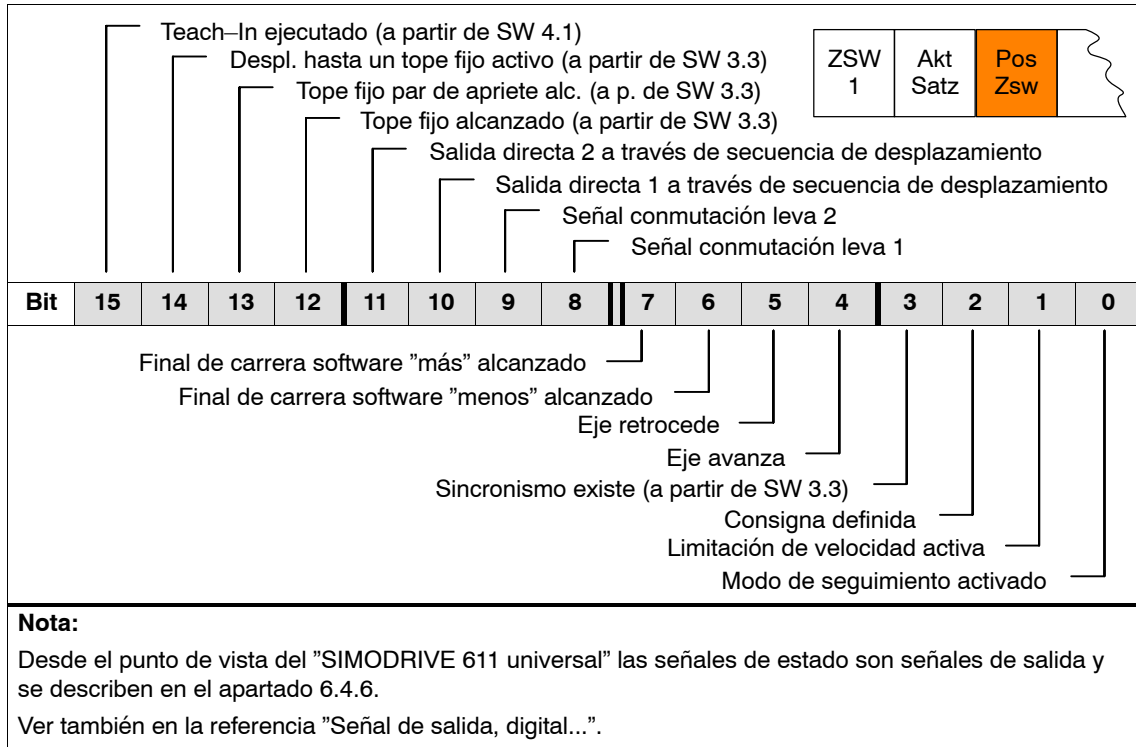 Teach–In ejecutado (a partir de SW 4.1)
Despl. hasta un tope fijo activo (a partir de SW 3.3)
Tope fijo par de apriete alc. (a p. de SW 3.3)
Tope fijo alcanzado (a partir de SW 3.3)
Salida directa 2 a través de secuencia de desplazamiento
Salida directa 1 a través de secuencia de desplazamiento
Señal conmutación leva 2
Señal conmutación leva 1
ZSW Akt Pos
1 Satz Zsw
Bit 15 14 13 12 11 10 9 8 7 6 5 4 3 2 1 0
Final de carrera software ”más” alcanzado
Final de carrera software ”menos” alcanzado
Eje retrocede
Eje avanza
Sincronismo existe (a partir de SW 3.3)
Consigna definida
Limitación de velocidad activa
Modo de seguimiento activado
Nota:
Desde el punto de vista del ”SIMODRIVE 611 universal” las señales de estado son señales de salida y
se describen en el apartado 6.4.6.
Ver también en la referencia ”Señal de salida, digital...”.